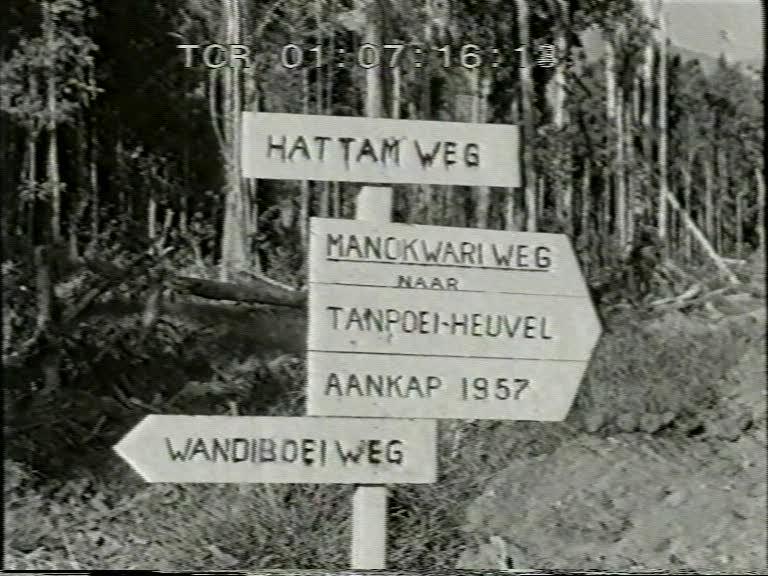 TCR 01:07:16:13
HATTAM WEG
MANOKWARI WEG
NAAR
TANPOEI-HEUVEL
AANKAP 1957
WANDIBOEI WEG